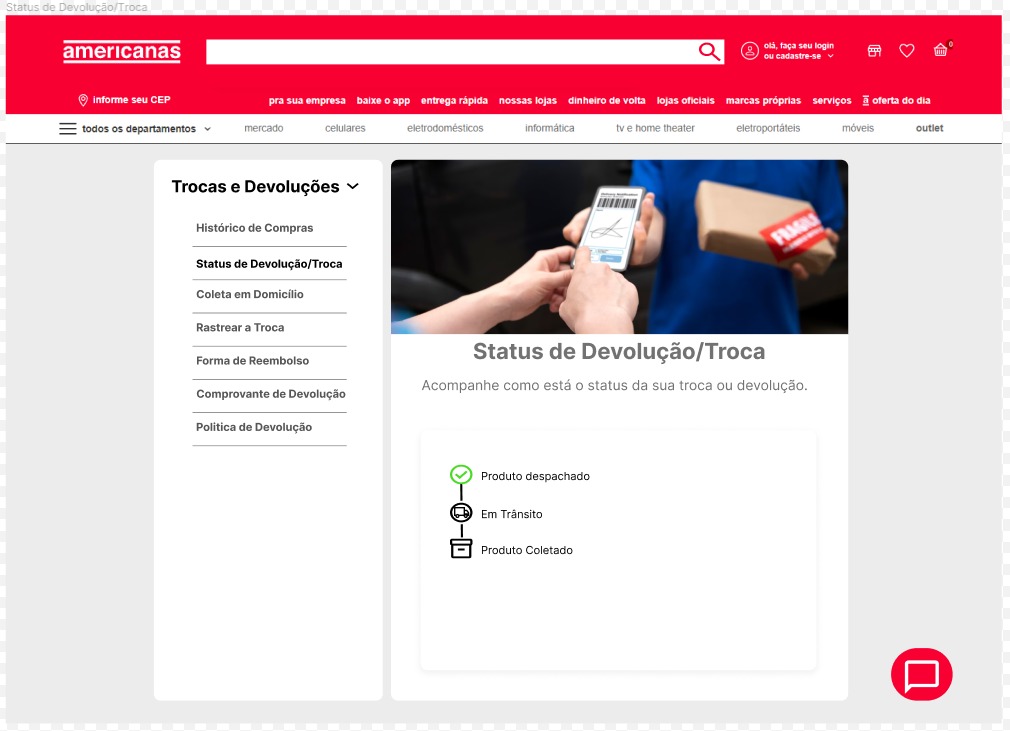 Status de Devolução/Troca
americanas
olá, faça seu login
ou cadastre-se
0
informe seu CEP
pra sua empresa baixe o app entrega rápida nossas lojas dinheiro de volta lojas oficiais marcas próprias serviços oferta do dia
todos os departamentos mercado celulares eletrodomésticos informática tv e home theater eletroportáteis móveis outlet
Trocas e Devoluções
Histórico de Compras
Status de Devolução/Troca
Coleta em Domicílio
Rastrear a Troca
Forma de Reembolso
Comprovante de Devolução
Politica de Devolução
FRAGILE
Status de Devolução/Troca
Acompanhe como está o status da sua troca ou devolução.
Produto despachado
Em Trânsito
Produto Coletado